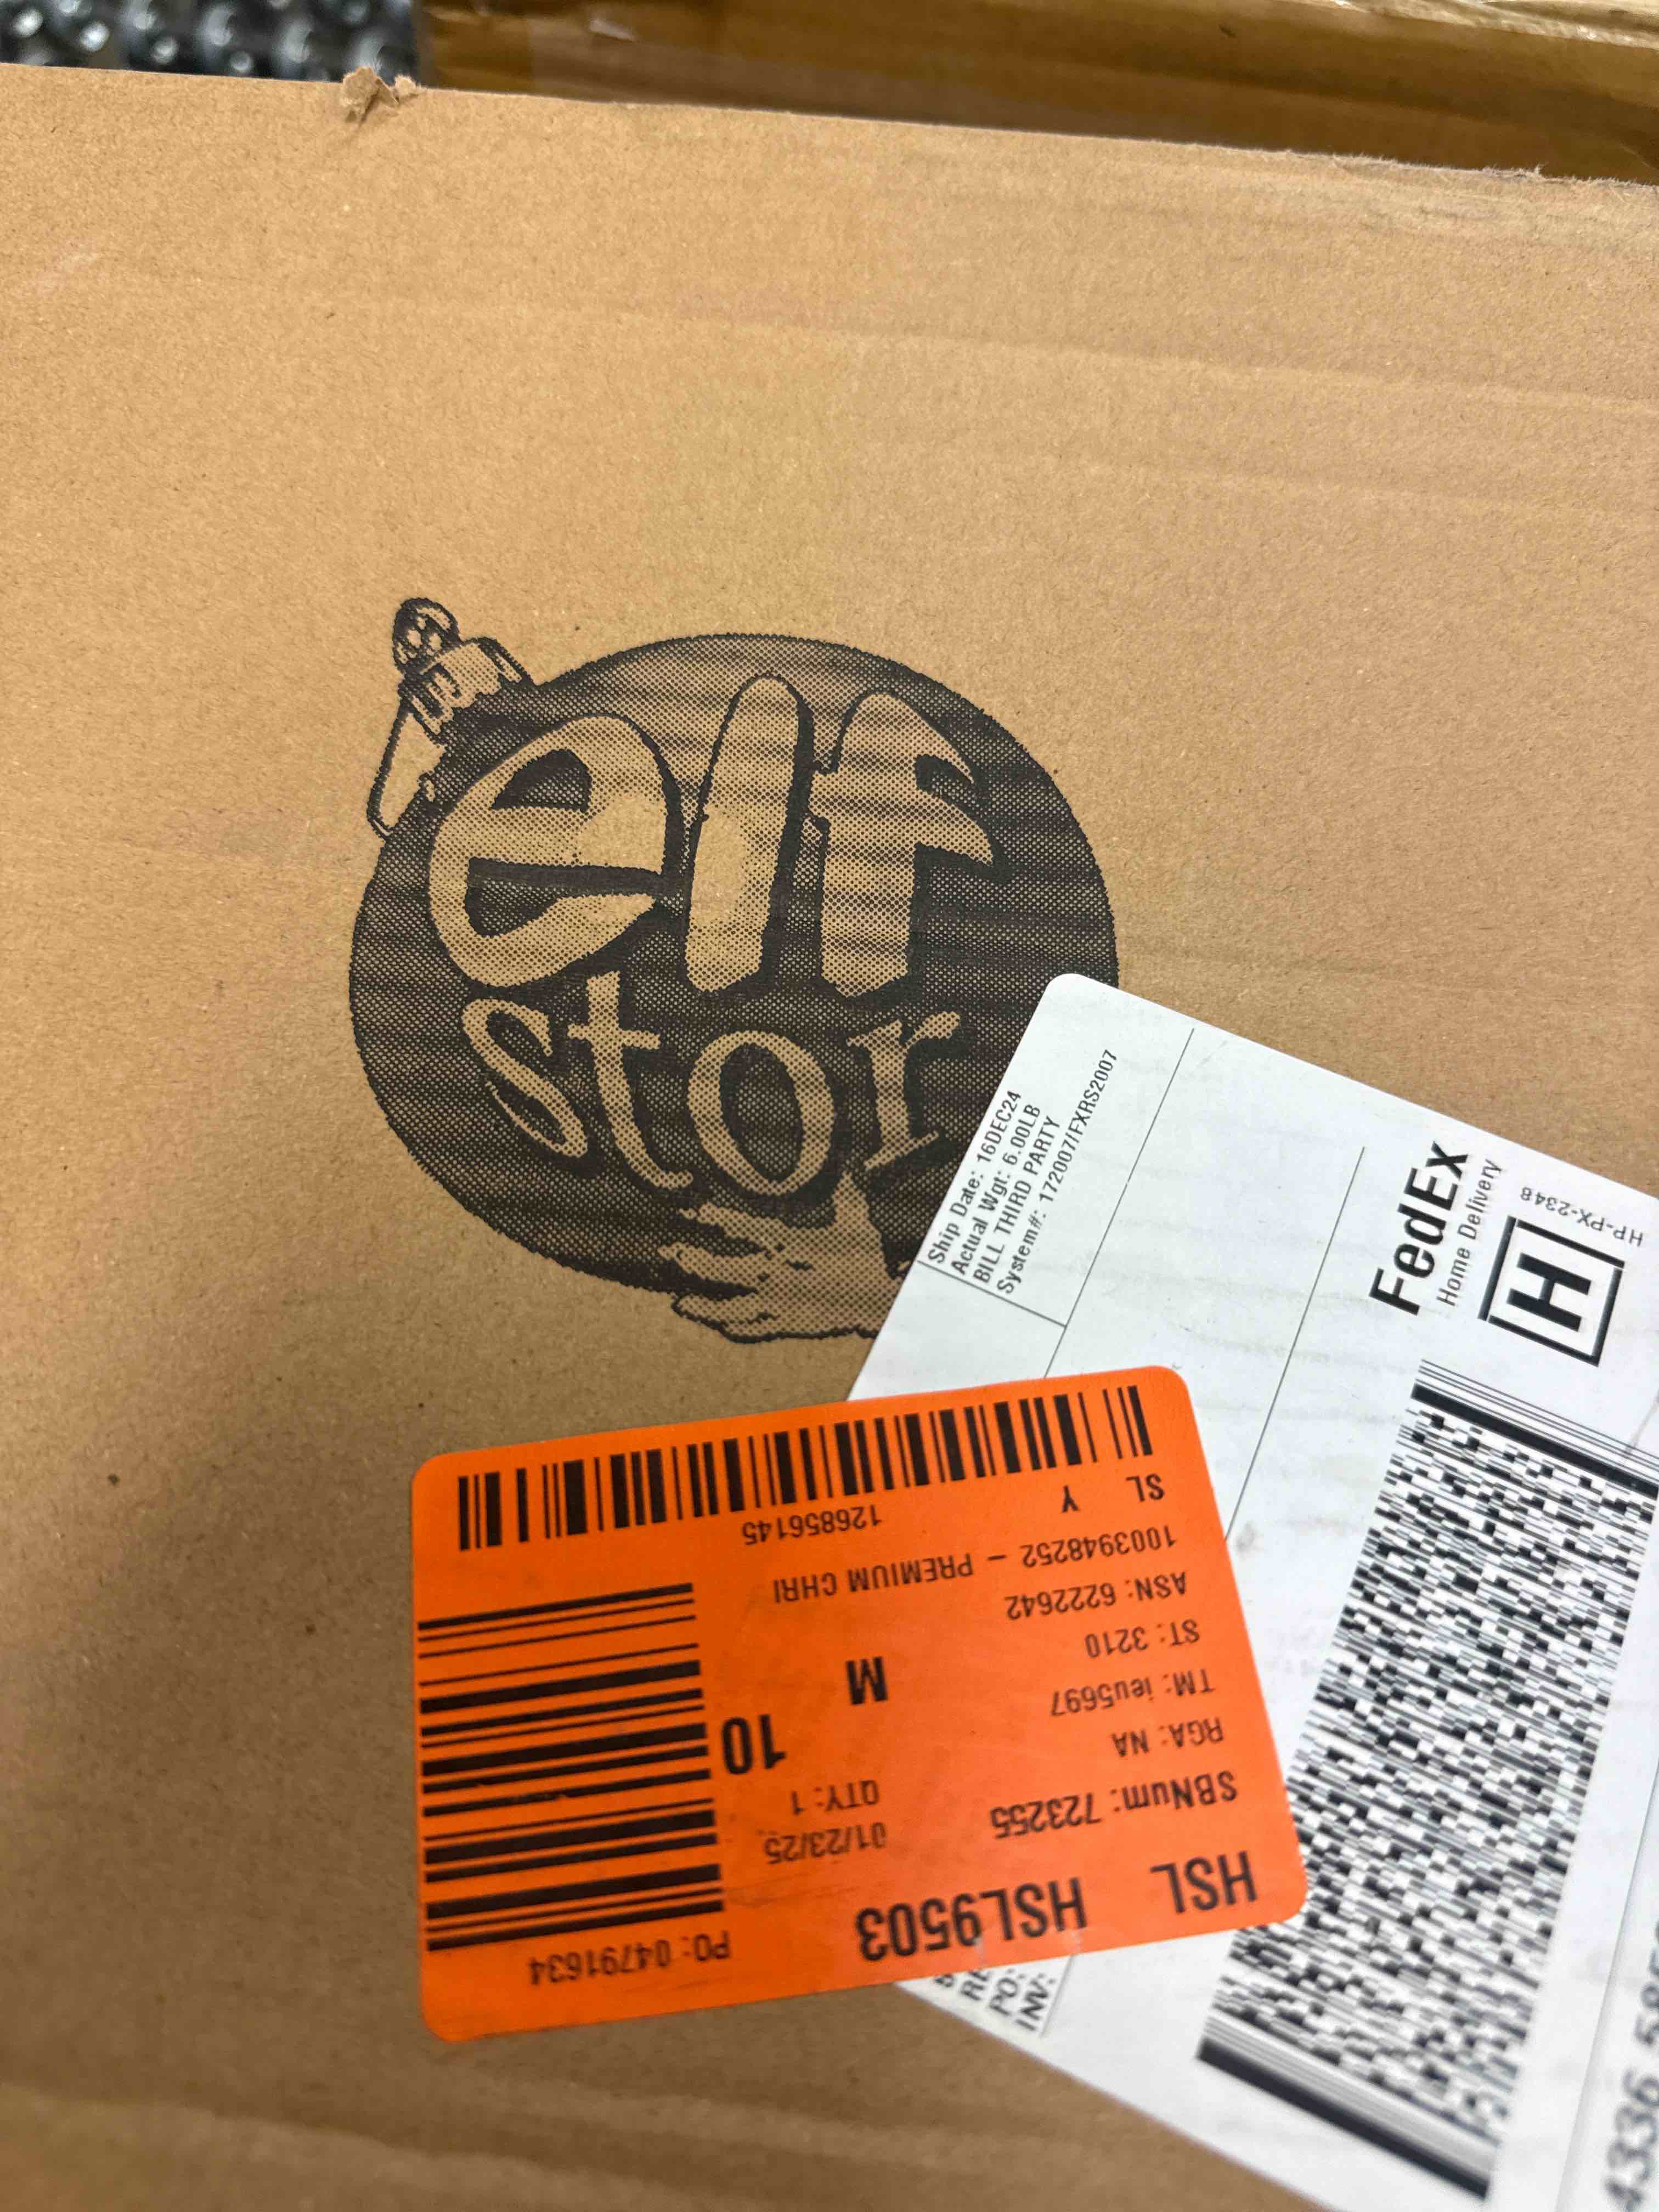 elf
stor
Ship Date: 16DEC24
Actual Wgt: 6.00LB
BILL THIRD PARTY
System#: 172007/FXRS2007
FedEx
Home Delivery
H
HP-PX-2348
PO:
INV:
4336
HSL HSL9503 PO: 04791634
SBNum: 723255 01/23/25
RGA: NA QTY: 1
TM: ieu5697 10
ST: 3210 M
ASN: 6222642
1003948252 - PREMIUM CHRI
SL Y 126856145